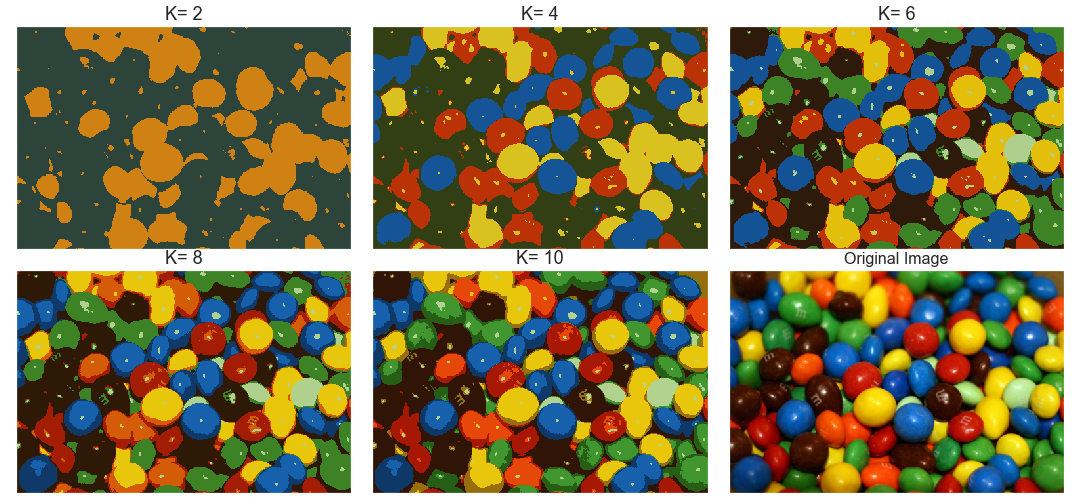 K= 2
K= 4
K= 6
K= 8
K= 10
Original Image